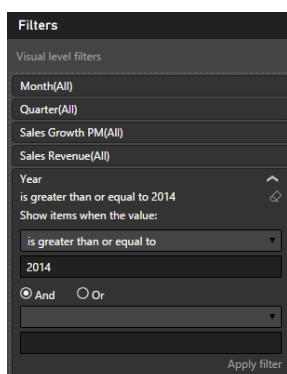 Filters
Visual level filters
Month(All)
Quarter(All)
Sales Growth PM(All)
Sales Revenue(All)
Year
is greater than or equal to 2014
Show items when the value:
is greater than or equal to
2014
And Or
Apply filter